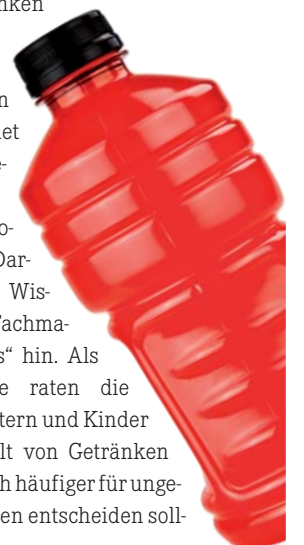 nken
n
net
e-
o-
Dar-
Wis-
Fachma-
s“ hin. Als
e raten die
tern und Kinder
lt von Getränken
h häufiger für unge-
en entscheiden soll-